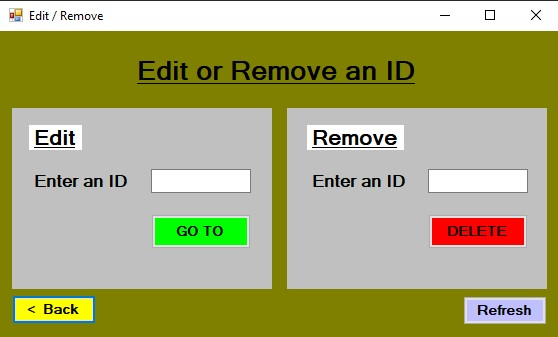 Edit / Remove
Edit or Remove an ID
Edit
Enter an ID
GO TO
Remove
Enter an ID
DELETE
< Back
Refresh